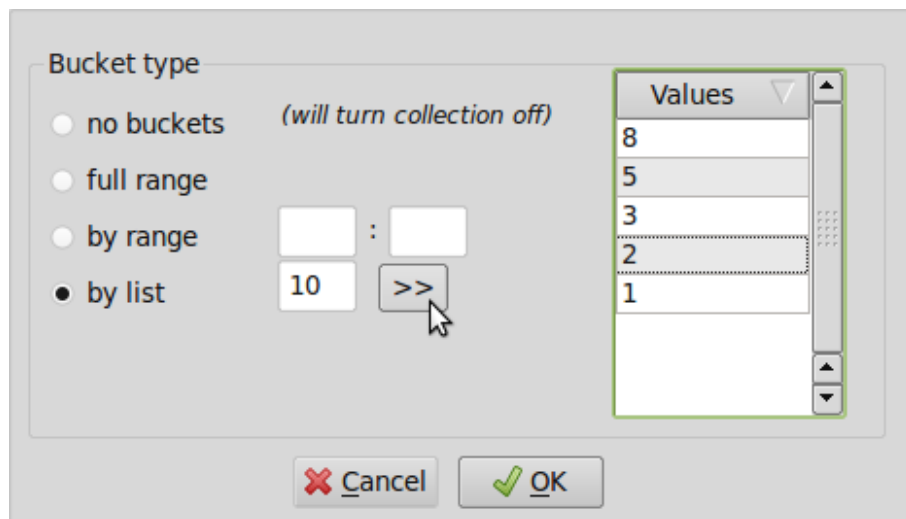 Bucket type
no buckets (will turn collection off)
full range
by range :
by list 10 >>
Values
8
5
3
2
1
Cancel OK